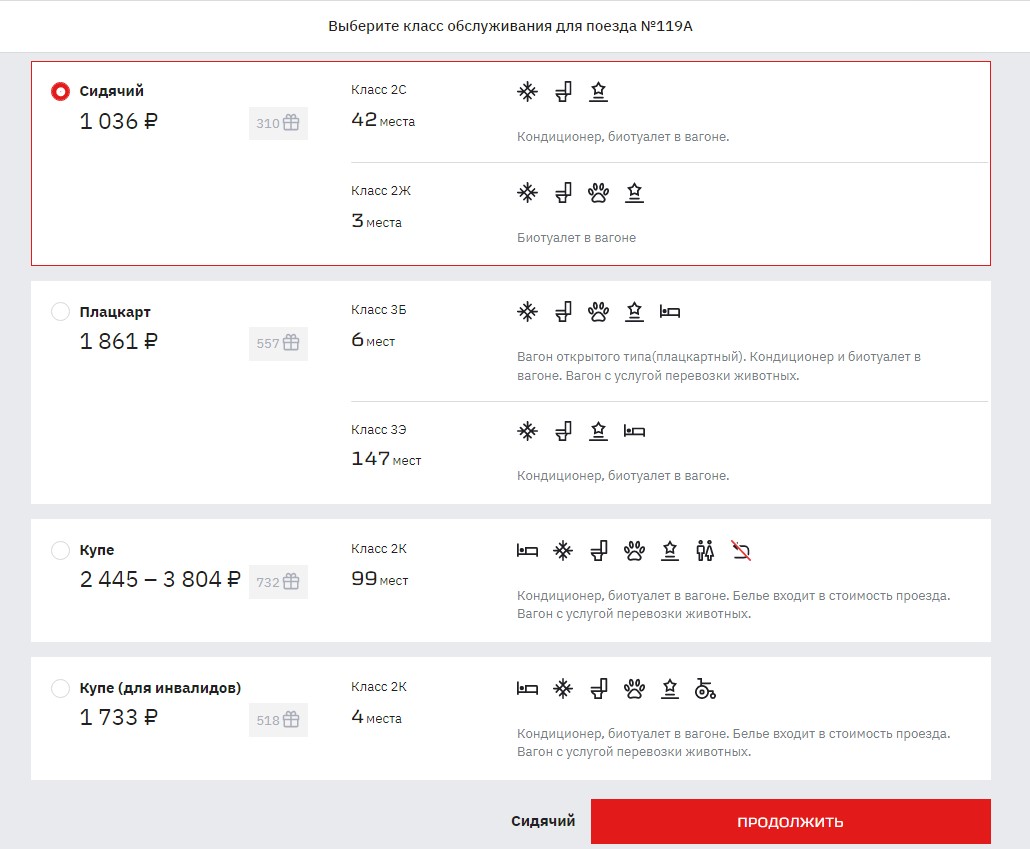 Выберите класс обслуживания для поезда №119А
Сидячий
1 036 ₽
310
Класс 2С
42 места
Кондиционер, биотуалет в вагоне.
Класс 2Ж
3 места
Биотуалет в вагоне
Плацкарт
1 861 ₽
557
Класс 3Б
6 мест
Вагон открытого типа(плацкартный). Кондиционер и биотуалет в
вагоне. Вагон с услугой перевозки животных.
Класс 3Э
147 мест
Кондиционер, биотуалет в вагоне.
Купе
2 445 – 3 804 ₽
732
Класс 2К
99 мест
Кондиционер, биотуалет в вагоне. Белье входит в стоимость проезда.
Вагон с услугой перевозки животных.
Купе (для инвалидов)
1 733 ₽
518
Класс 2К
4 места
Кондиционер, биотуалет в вагоне. Белье входит в стоимость проезда.
Вагон с услугой перевозки животных.
Сидячий
ПРОДОЛЖИТЬ